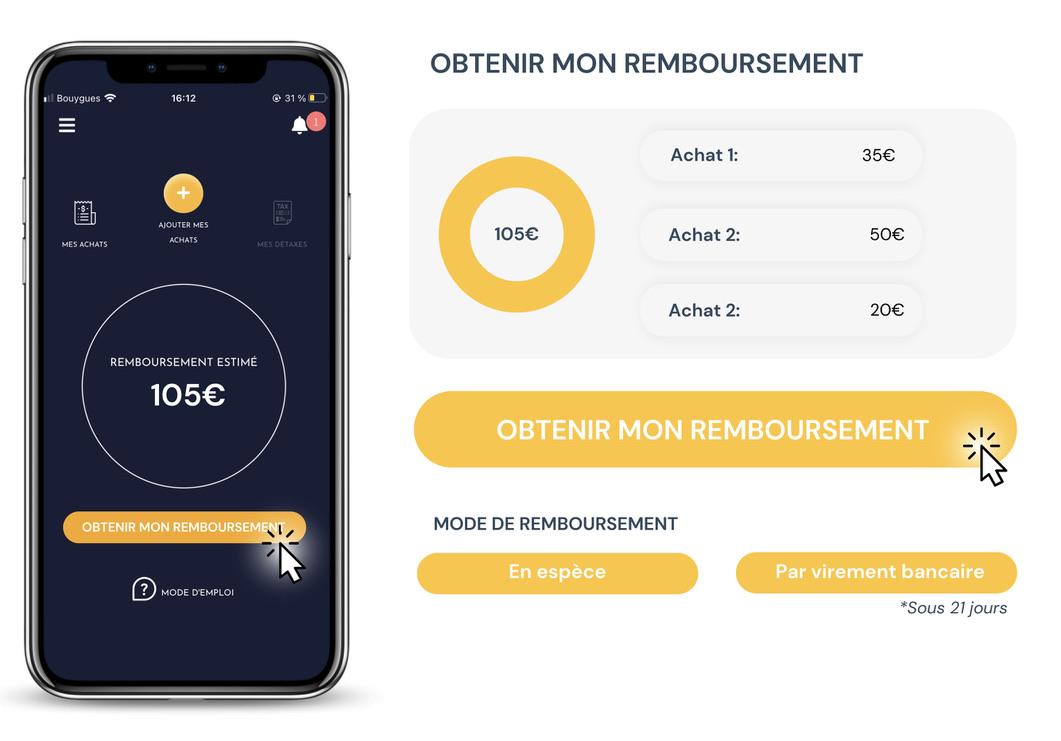 Bouygues 16:12 31 %
1
AJOUTER MES
ACHATS
MES ACHATS
TAX
MES DÉTAXES
REMBOURSEMENT ESTIMÉ
105€
OBTENIR MON REMBOURSEMENT
? MODE D'EMPLOI
OBTENIR MON REMBOURSEMENT
105€
Achat 1: 35€
Achat 2: 50€
Achat 2: 20€
OBTENIR MON REMBOURSEMENT
MODE DE REMBOURSEMENT
En espèce
Par virement bancaire
*Sous 21 jours